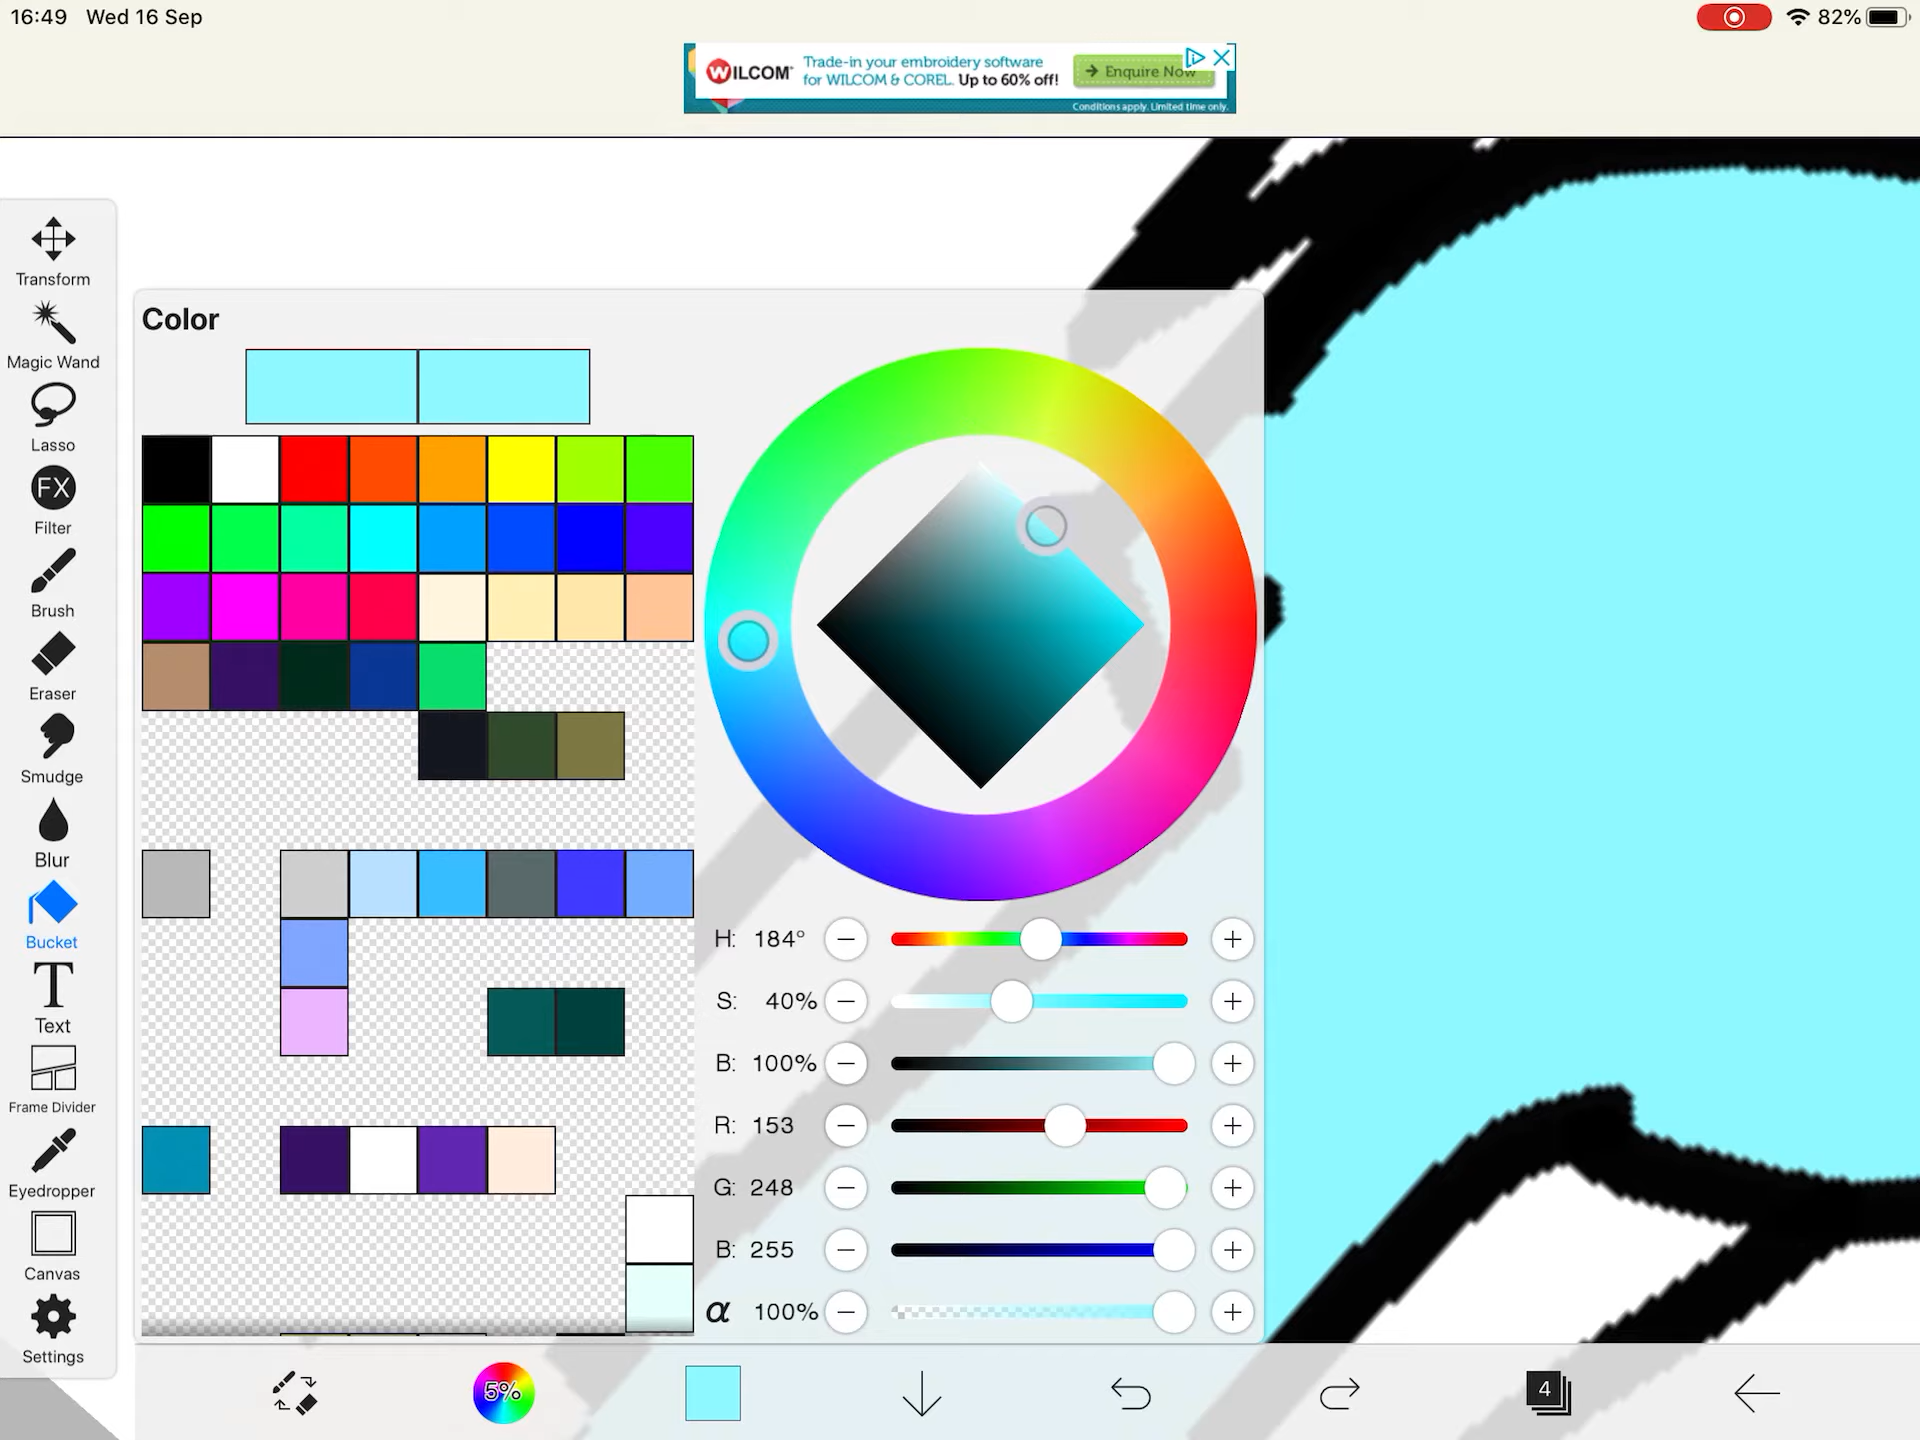 16:49 Wed 16 Sep
82%
WILCOM
Trade-in your embroidery software
for WILCOM & COREL. Up to 60% off!
→ Enquire Now
Conditions apply. Limited time only.
Transform
Magic Wand
Lasso
FX
Filter
Brush
Eraser
Smudge
Blur
Bucket
T
Text
Frame Divider
Eyedropper
Canvas
Settings
Color
H: 184°
S: 40%
B: 100%
R: 153
G: 248
B: 255
α 100%
5%
4